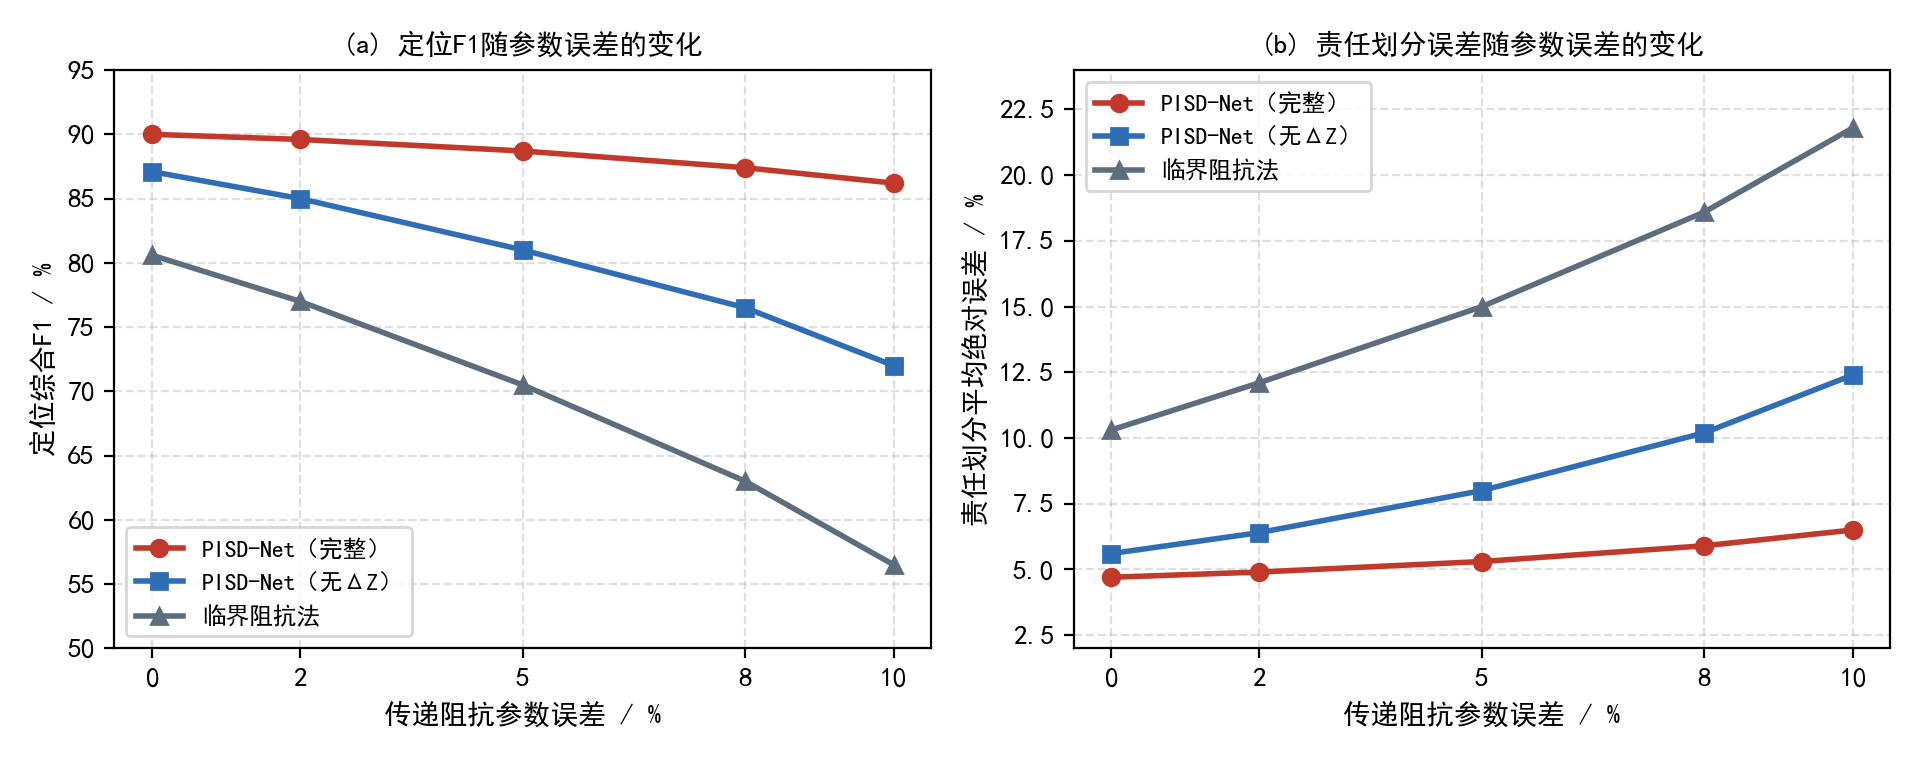 (a) 定位F1随参数误差的变化
95
90
85
80
75
70
65
60
55
50
定位综合F1 / %
PISD-Net（完整）
PISD-Net（无ΔZ）
临界阻抗法
0 2 5 8 10
传递阻抗参数误差 / %
(b) 责任划分误差随参数误差的变化
22.5
20.0
17.5
15.0
12.5
10.0
7.5
5.0
2.5
责任划分平均绝对误差 / %
PISD-Net（完整）
PISD-Net（无ΔZ）
临界阻抗法
0 2 5 8 10
传递阻抗参数误差 / %